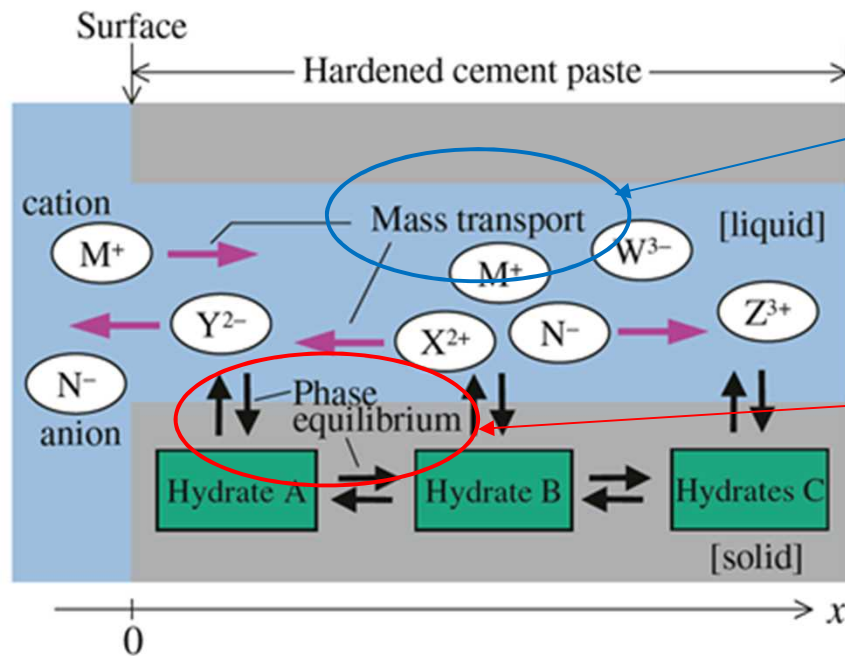 Surface
Hardened cement paste
cation
Mass transport
[liquid]
M⁺
M⁺
W³⁻
Y²⁻
X²⁺
N⁻
Z³⁺
N⁻
anion
Phase
equilibrium
Hydrate A
Hydrate B
Hydrates C
[solid]
0
x